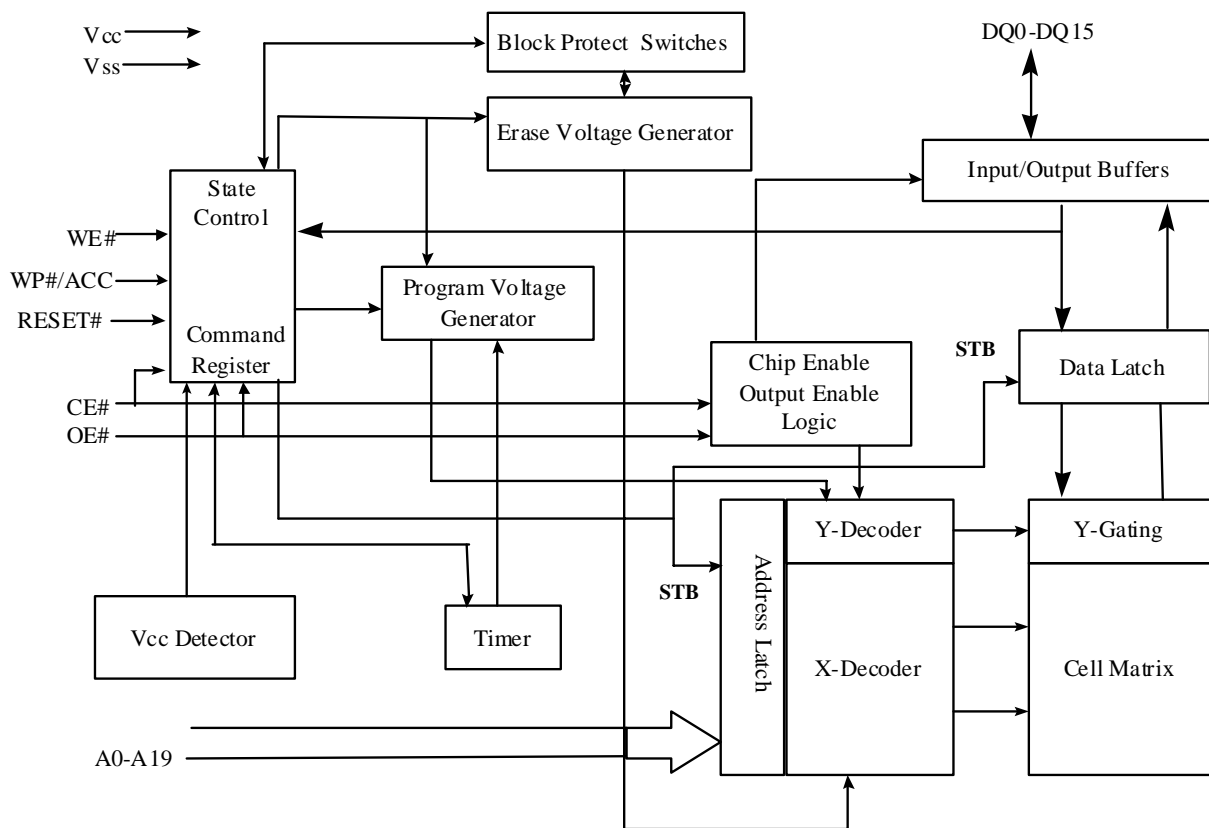 Vcc
Vss
Block Protect Switches
DQ0-DQ15
Erase Voltage Generator
Input/Output Buffers
State
Control
WE#
WP#/ACC
RESET#
Command
Register
Program Voltage
Generator
STB
Chip Enable
Output Enable
Logic
Data Latch
CE#
OE#
Y-Decoder
Y-Gating
Address Latch
STB
Vcc Detector
Timer
X-Decoder
Cell Matrix
A0-A19